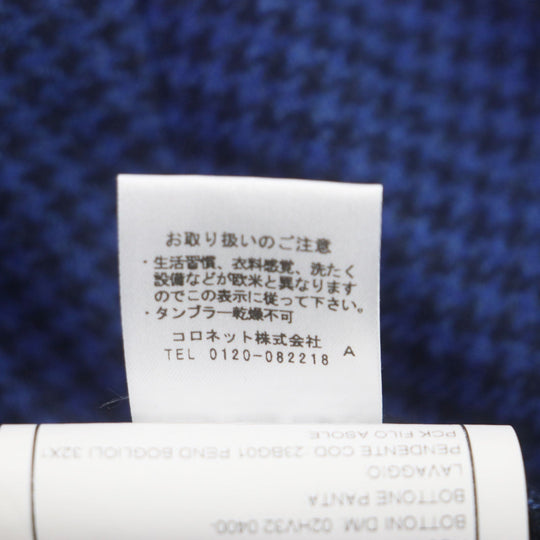 お取り扱いのご注意
・生活習慣、衣料感覚、洗たく
設備などが欧米と異なります
のでこの表示に従って下さい。
・タンブラー乾燥不可
コロネット株式会社
TEL 0120-082218 A
PCK FILO ASOLE
PENDENTE COD :23BG01 PEND BOGLIOLI 32X1
LAVAGGIO
BOTTONE PANTA
BOTTONI D/M: 02HV32 0400-